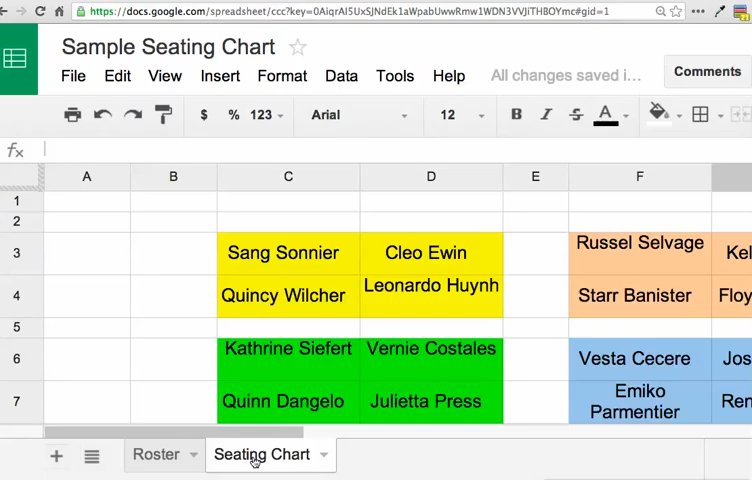 https://docs.google.com/spreadsheet/ccc?key=0AiqrAI5UxSJNdEk1aWpabUwwRmw1WDN3VVJiTHBOYmc#gid=1
Sample Seating Chart
File Edit View Insert Format Data Tools Help All changes saved i... Comments
$ % 123 Arial 12 B I S A
fx
A B C D E F
1
2
3 Sang Sonnier Cleo Ewin Russel Selvage Kel
4 Quincy Wilcher Leonardo Huynh Starr Banister Floy
5
6 Kathrine Siefert Vernie Costales Vesta Cecere Jos
7 Quinn Dangelo Julietta Press Emiko Parmentier Ren
Roster Seating Chart